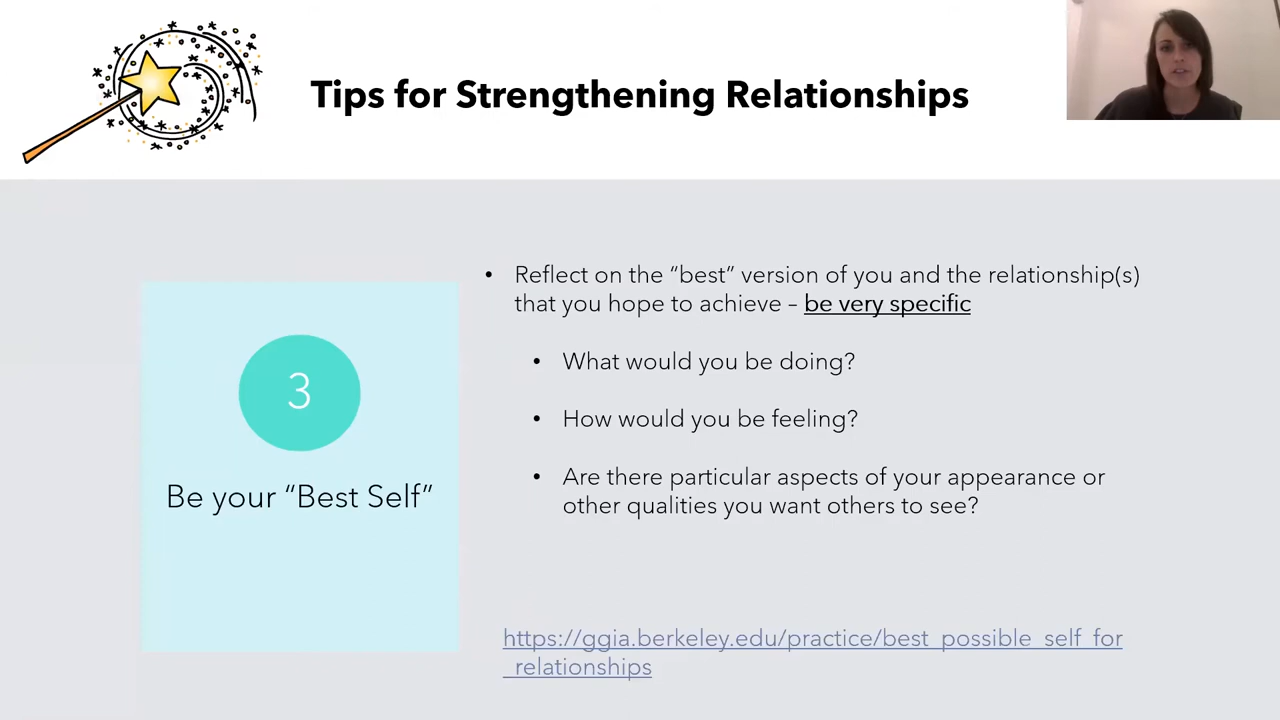 Tips for Strengthening Relationships
• Reflect on the “best” version of you and the relationship(s)
that you hope to achieve – be very specific
• What would you be doing?
• How would you be feeling?
• Are there particular aspects of your appearance or
other qualities you want others to see?
3
Be your “Best Self”
https://ggia.berkeley.edu/practice/best_possible_self_for
_relationships